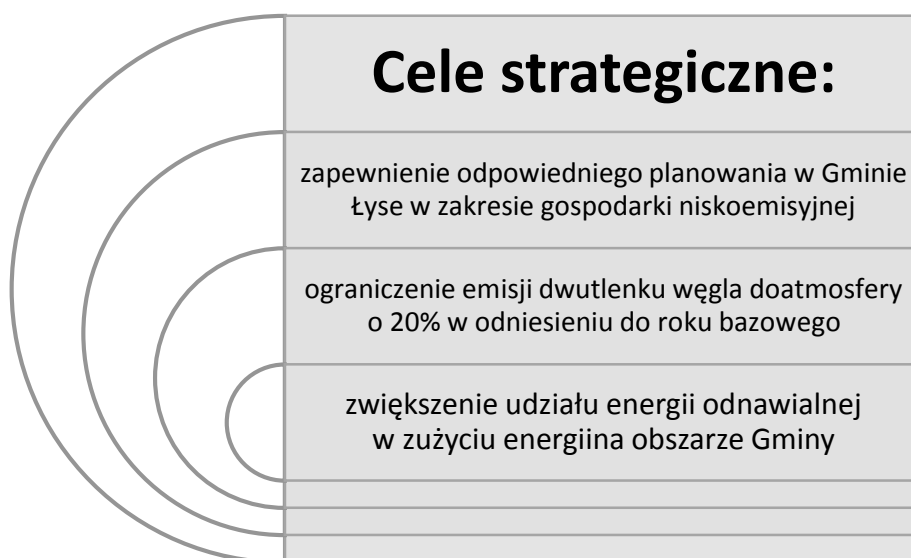 Cele strategiczne:
zapewnienie odpowiedniego planowania w Gminie
Łyse w zakresie gospodarki niskoemisyjnej
ograniczenie emisji dwutlenku węgla doatmosfery
o 20% w odniesieniu do roku bazowego
zwiększenie udziału energii odnawialnej
w zużyciu energiina obszarze Gminy